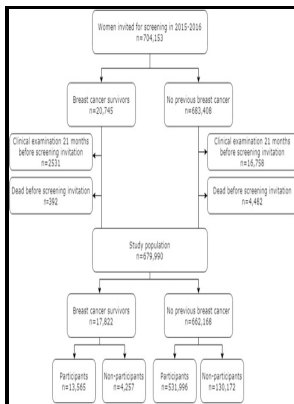 Women invited for screening in 2015-2016
n=704,153
Breast cancer survivors
n=20,745
No previous breast cancer
n=683,408
Clinical examination 21 months
before screening invitation
n=2531
Clinical examination 21 months
before screening invitation
n=16,758
Dead before screening invitation
n=392
Dead before screening invitation
n=4,482
Study population
n=679,990
Breast cancer survivors
n=17,822
No previous breast cancer
n=662,168
Participants
n=13,565
Non-participants
n=4,257
Participants
n=531,996
Non-participants
n=130,172